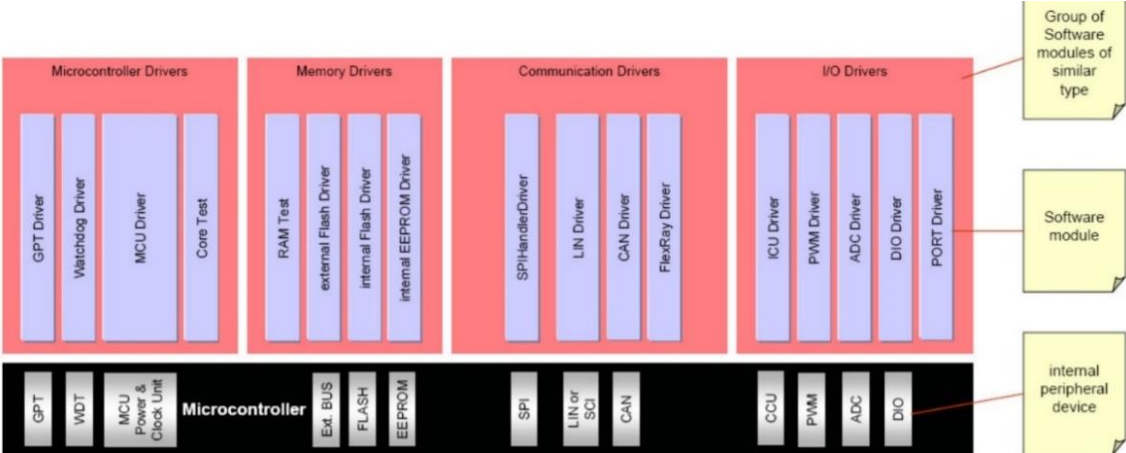 Group of
Software
modules of
similar
type
Microcontroller Drivers
Memory Drivers
Communication Drivers
I/O Drivers
GPT Driver
Watchdog Driver
MCU Driver
Core Test
RAM Test
external Flash Driver
internal Flash Driver
internal EEPROM Driver
SPIHandlerDriver
LIN Driver
CAN Driver
FlexRay Driver
ICU Driver
PWM Driver
ADC Driver
DIO Driver
PORT Driver
Software
module
GPT
WDT
MCU
Power &
Clock Unit
Microcontroller
Ext. BUS
FLASH
EEPROM
SPI
LIN or
SCI
CAN
CCU
PWM
ADC
DIO
internal
peripheral
device